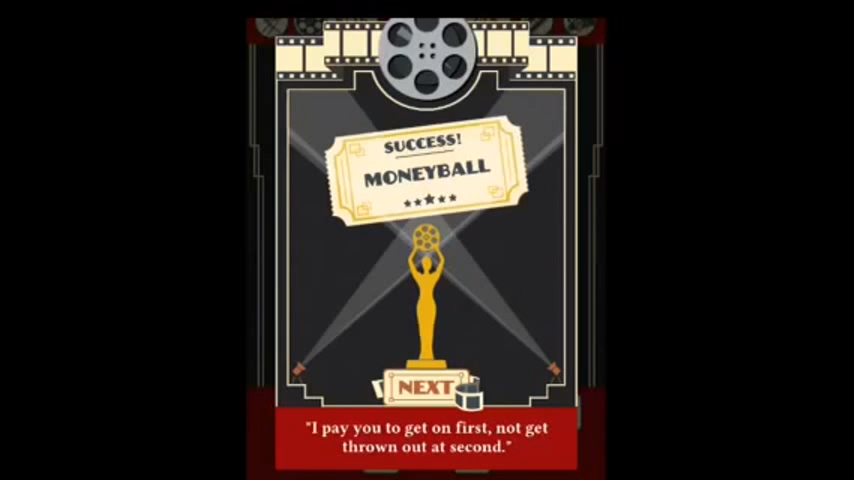 SUCCESS!
MONEYBALL
NEXT
"I pay you to get on first, not get
thrown out at second."